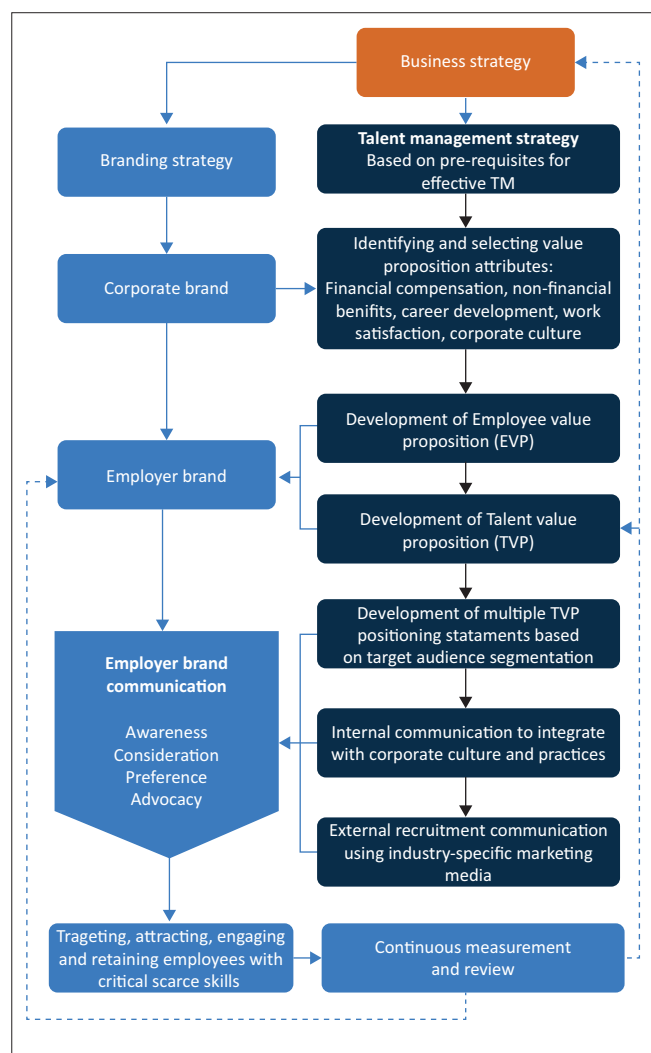 Business strategy
Branding strategy
Talent management strategy
Based on pre-requisites for
effective TM
Corporate brand
Identifying and selecting value
proposition attributes:
Financial compensation, non-financial
benifits, career development, work
satisfaction, corporate culture
Employer brand
Development of Employee value
proposition (EVP)
Development of Talent value
proposition (TVP)
Development of multiple TVP
positioning stataments based
on target audience segmentation
Employer brand
communication
Awareness
Consideration
Preference
Advocacy
Internal communication to integrate
with corporate culture and practices
External recruitment communication
using industry-specific marketing
media
Trageting, attracting, engaging
and retaining employees with
critical scarce skills
Continuous measurement
and review